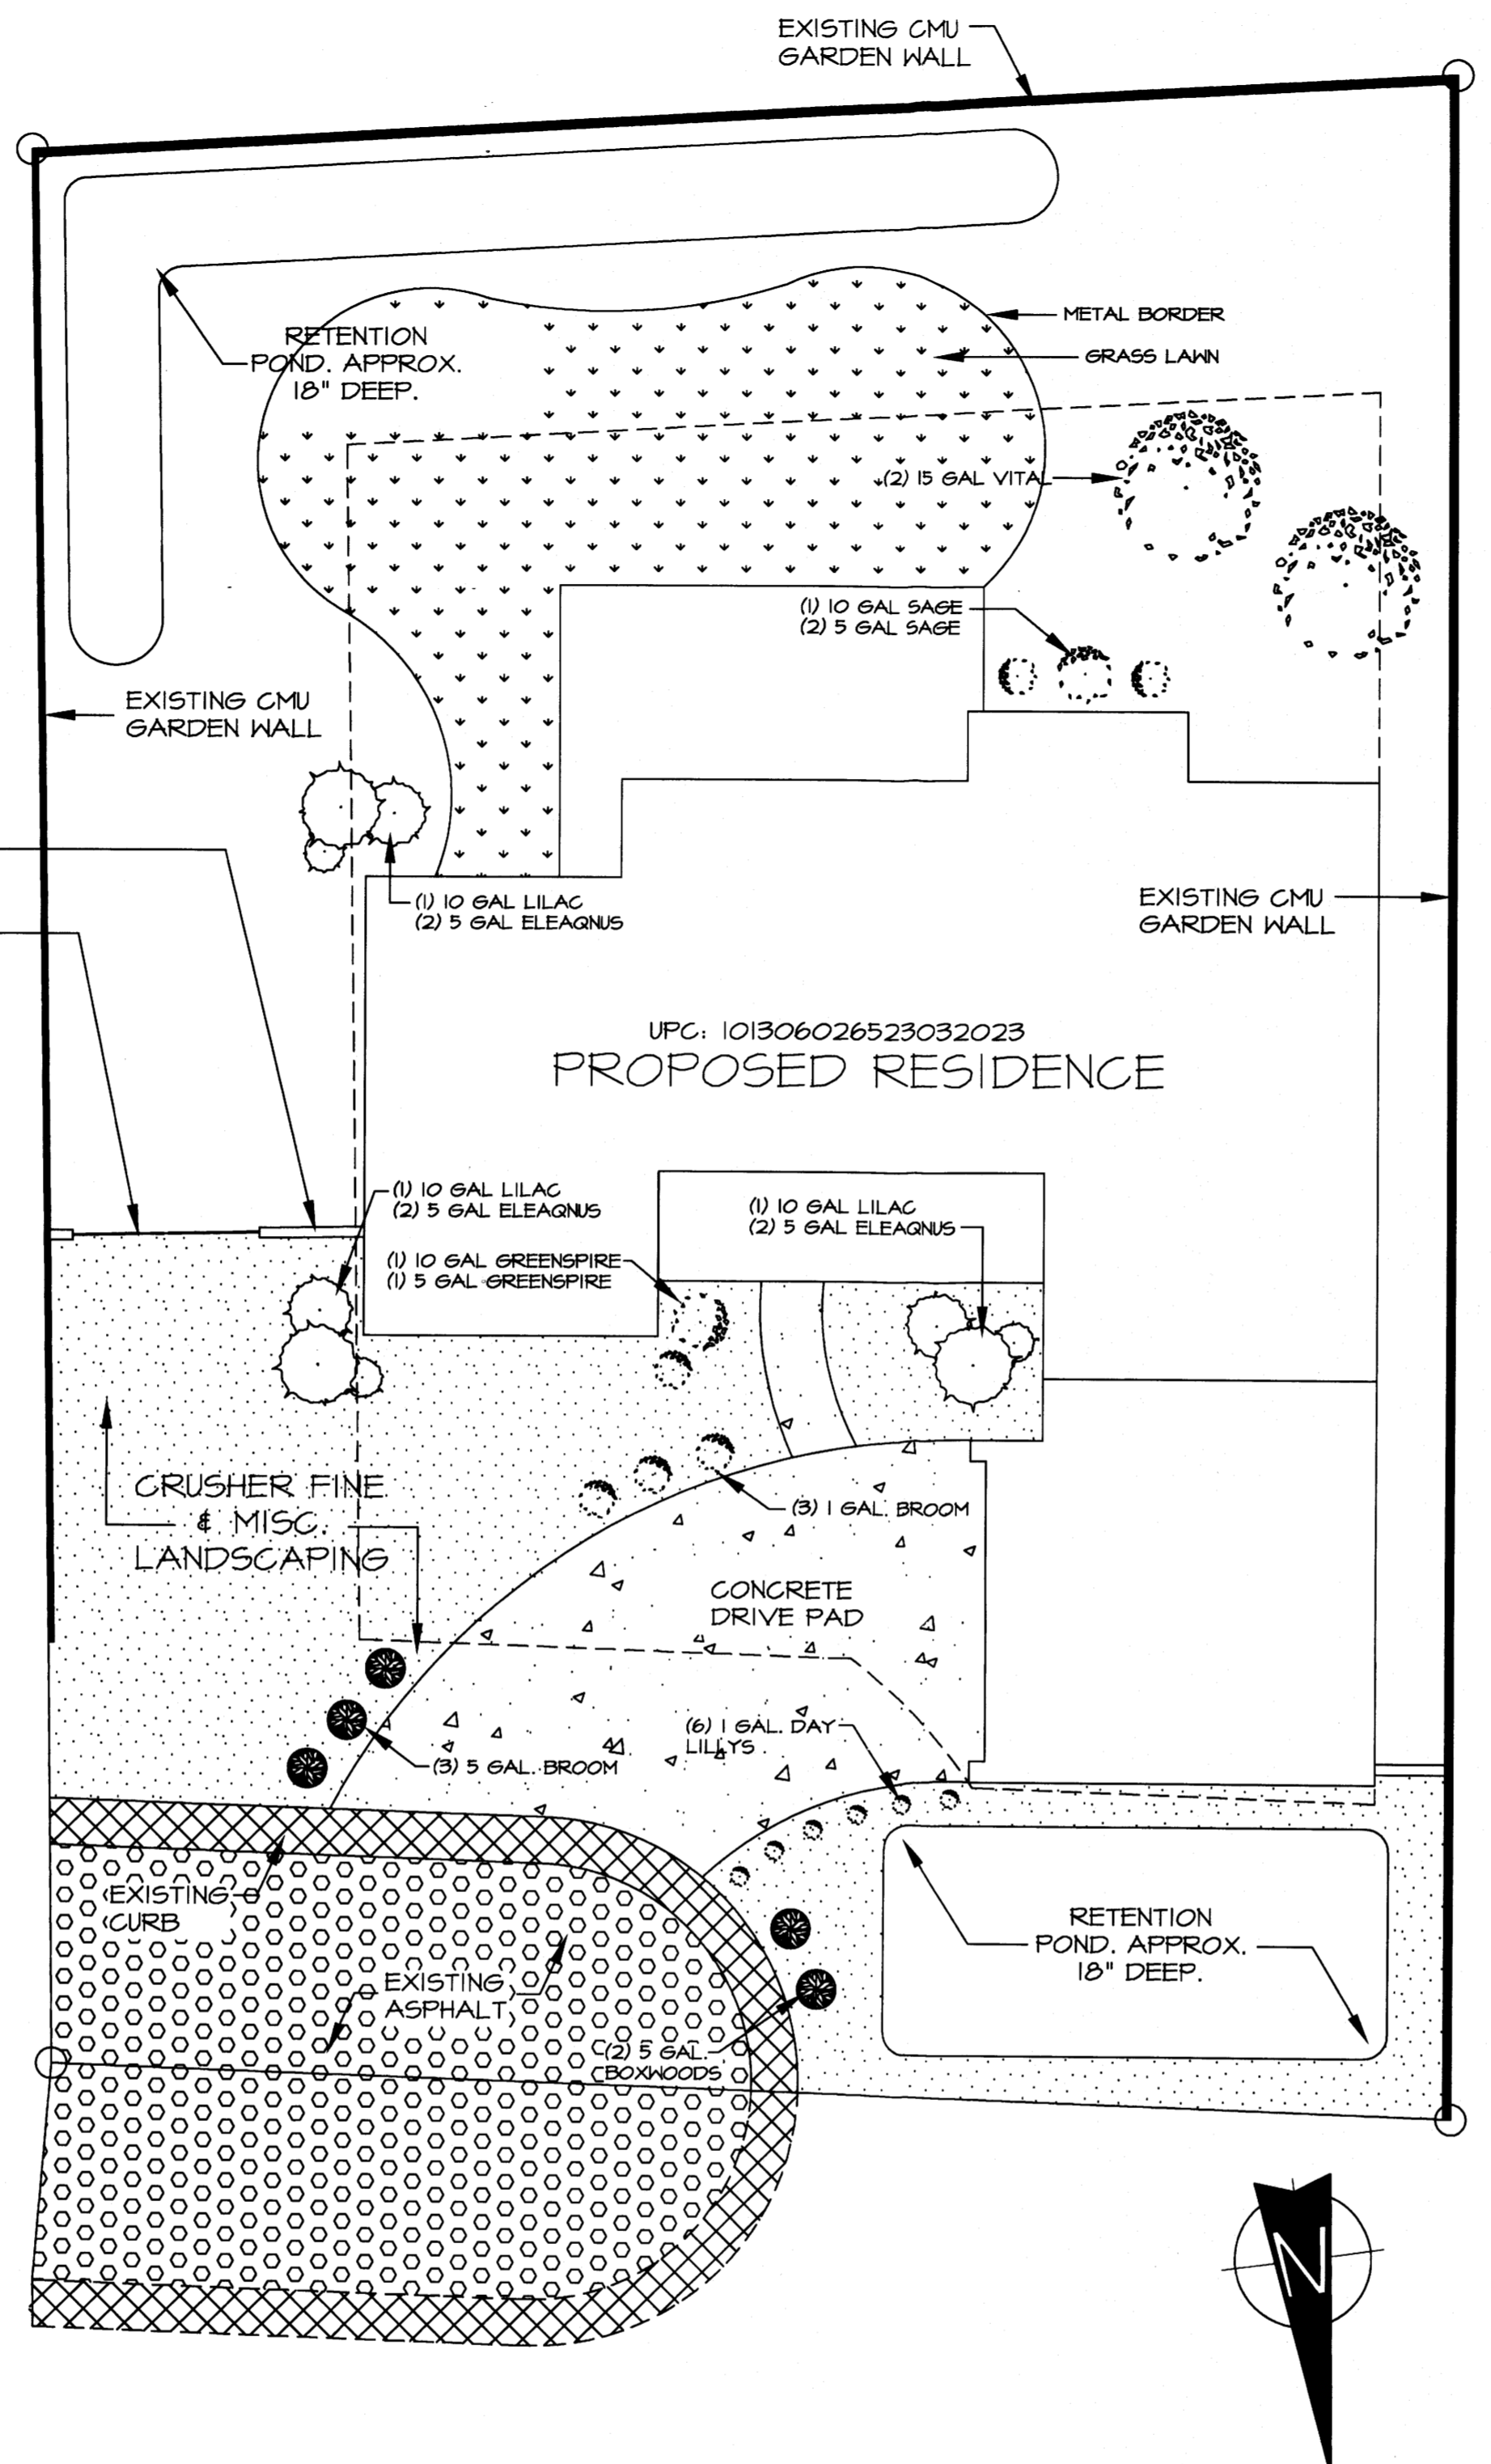 EXISTING CMU
GARDEN WALL
METAL BORDER
GRASS LAWN
RETENTION
POND. APPROX.
18" DEEP.
(2) 15 GAL VITAL
(1) 10 GAL SAGE
(2) 5 GAL SAGE
EXISTING CMU
GARDEN WALL
(1) 10 GAL LILAC
(2) 5 GAL ELEAQNUS
EXISTING CMU
GARDEN WALL
UPC: 101306026523032023
PROPOSED RESIDENCE
(1) 10 GAL LILAC
(2) 5 GAL ELEAQNUS
(1) 10 GAL LILAC
(2) 5 GAL ELEAQNUS
(1) 10 GAL GREENSPIRE
(1) 5 GAL GREENSPIRE
CRUSHER FINE
& MISC.
LANDSCAPING
(3) 1 GAL. BROOM
CONCRETE
DRIVE PAD
(6) 1 GAL. DAY
LILLYS
(3) 5 GAL. BROOM
EXISTING
CURB
RETENTION
POND. APPROX.
18" DEEP.
EXISTING
ASPHALT
(2) 5 GAL.
BOXWOODS
N